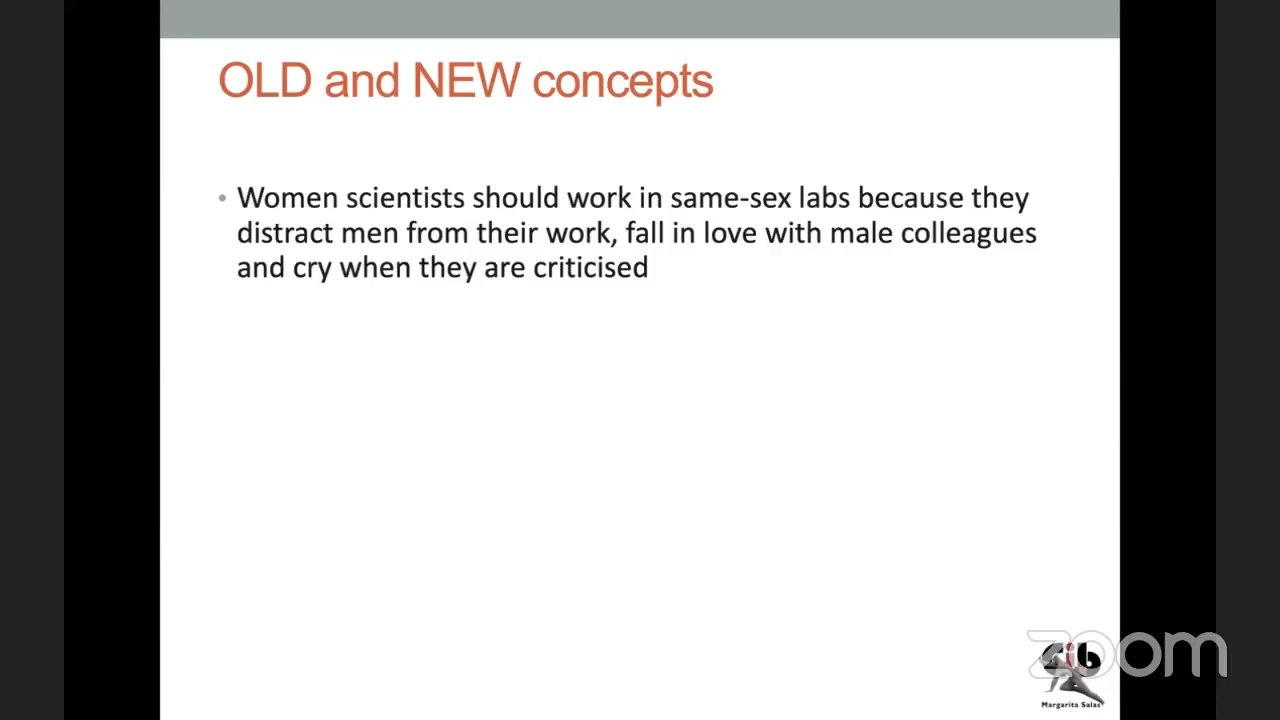 OLD and NEW concepts
• Women scientists should work in same-sex labs because they
distract men from their work, fall in love with male colleagues
and cry when they are criticised
zoom
Margarita Salas